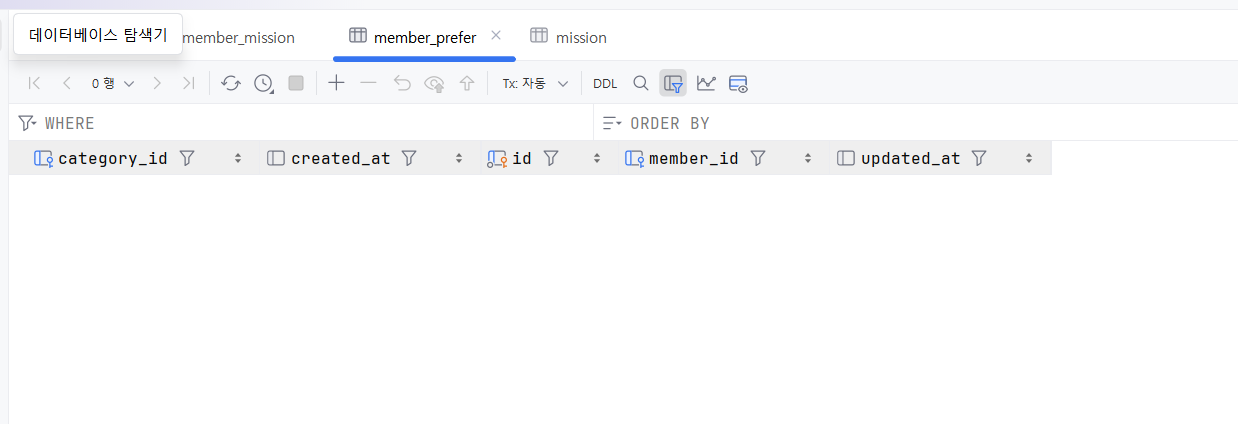 데이터베이스 탐색기 member_mission member_prefer mission
0 행 Tx: 자동 DDL
WHERE ORDER BY
category_id created_at id member_id updated_at